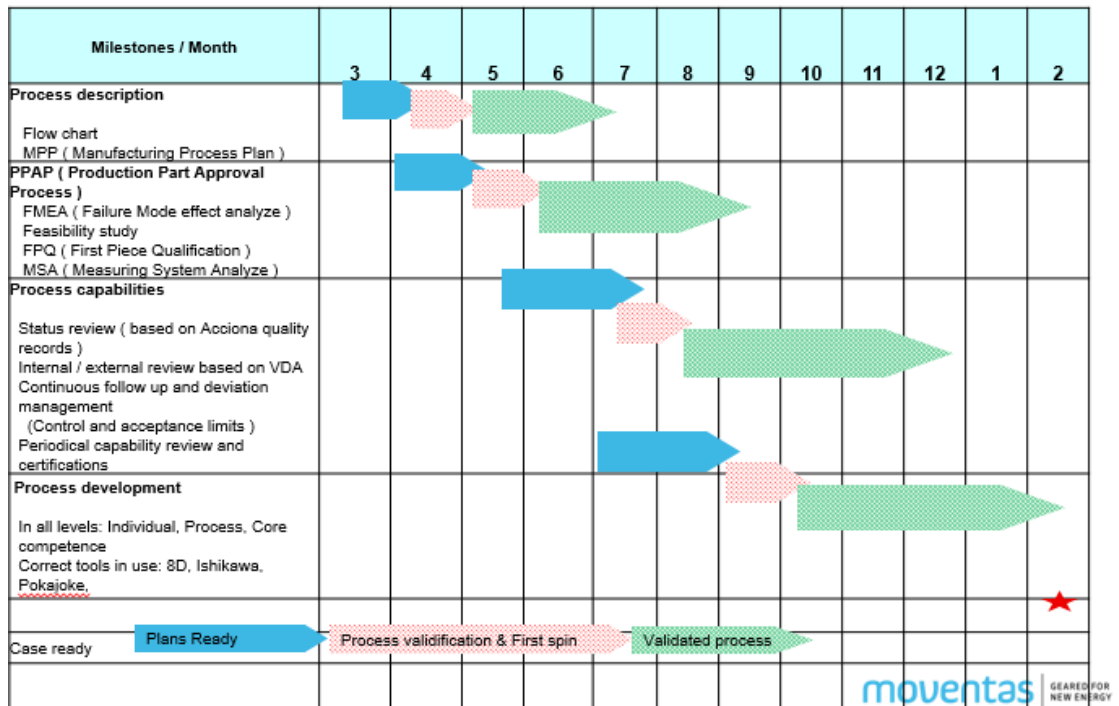 Milestones / Month
3 4 5 6 7 8 9 10 11 12 1 2
Process description
Flow chart
MPP ( Manufacturing Process Plan )
PPAP ( Production Part Approval
Process )
FMEA ( Failure Mode effect analyze )
Feasibility study
FPQ ( First Piece Qualification )
MSA ( Measuring System Analyze )
Process capabilities
Status review ( based on Acciona quality
records )
Internal / external review based on VDA
Continuous follow up and deviation
management
(Control and acceptance limits )
Periodical capability review and
certifications
Process development
In all levels: Individual, Process, Core
competence
Correct tools in use: 8D, Ishikawa,
Pokajoke,
Case ready
Plans Ready
Process validification & First spin
Validated process
moventas
GEARED FOR
NEW ENERGY